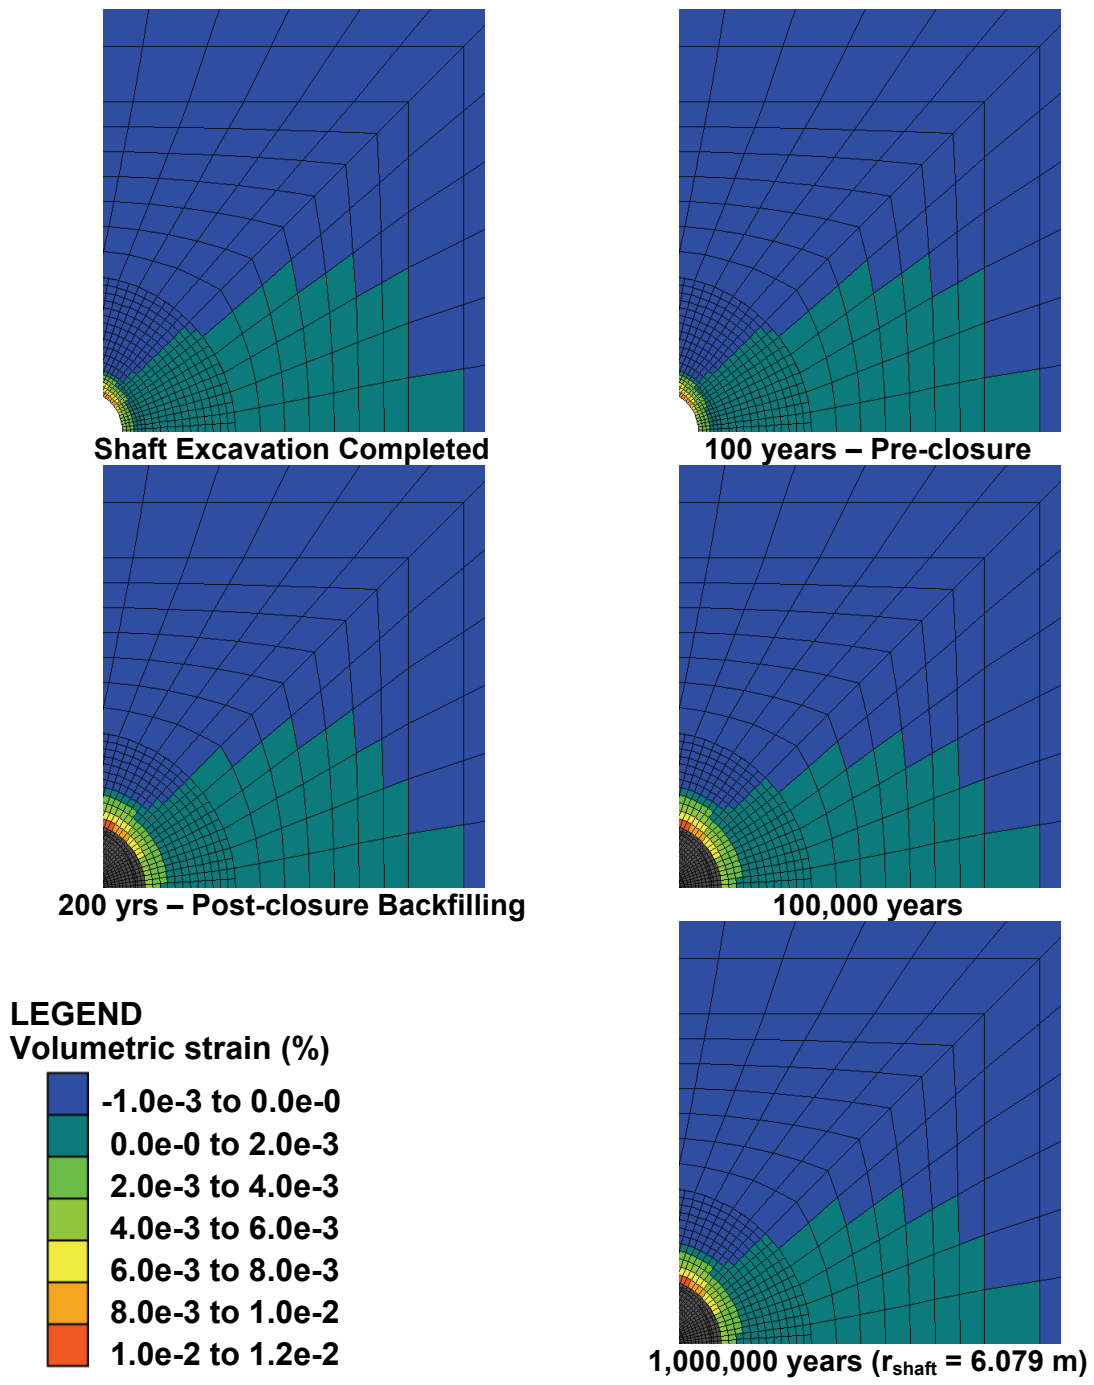 Shaft Excavation Completed
100 years – Pre-closure
200 yrs – Post-closure Backfilling
100,000 years
LEGEND
Volumetric strain (%)
-1.0e-3 to 0.0e-0
0.0e-0 to 2.0e-3
2.0e-3 to 4.0e-3
4.0e-3 to 6.0e-3
6.0e-3 to 8.0e-3
8.0e-3 to 1.0e-2
1.0e-2 to 1.2e-2
1,000,000 years (rshaft = 6.079 m)